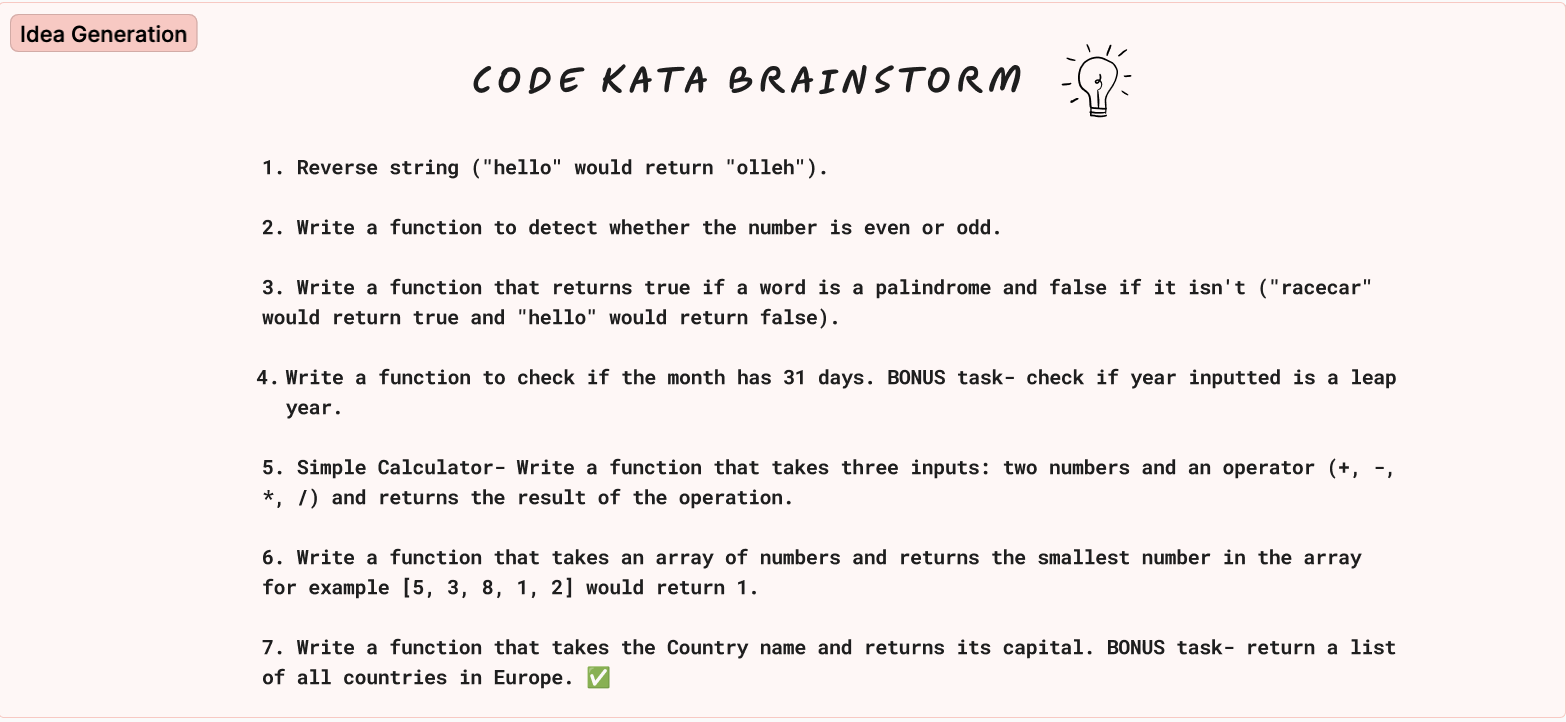 Idea Generation
CODE KATA BRAINSTORM
1. Reverse string ("hello" would return "olleh").
2. Write a function to detect whether the number is even or odd.
3. Write a function that returns true if a word is a palindrome and false if it isn't ("racecar"
would return true and "hello" would return false).
4. Write a function to check if the month has 31 days. BONUS task- check if year inputted is a leap
year.
5. Simple Calculator- Write a function that takes three inputs: two numbers and an operator (+, -,
*, /) and returns the result of the operation.
6. Write a function that takes an array of numbers and returns the smallest number in the array
for example [5, 3, 8, 1, 2] would return 1.
7. Write a function that takes the Country name and returns its capital. BONUS task- return a list
of all countries in Europe. ✅